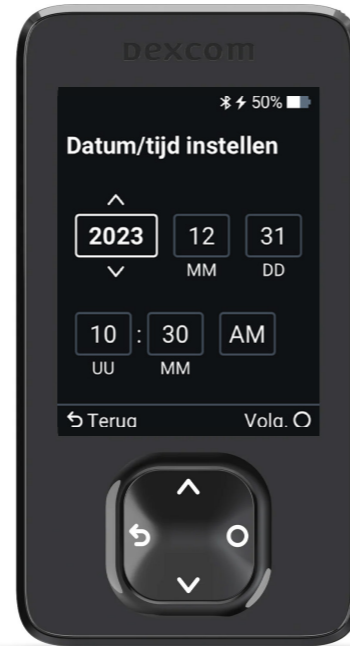 Dexcom
50%
Datum/tijd instellen
2023 12 31
MM DD
10 : 30 AM
UU MM
Terug Volg.